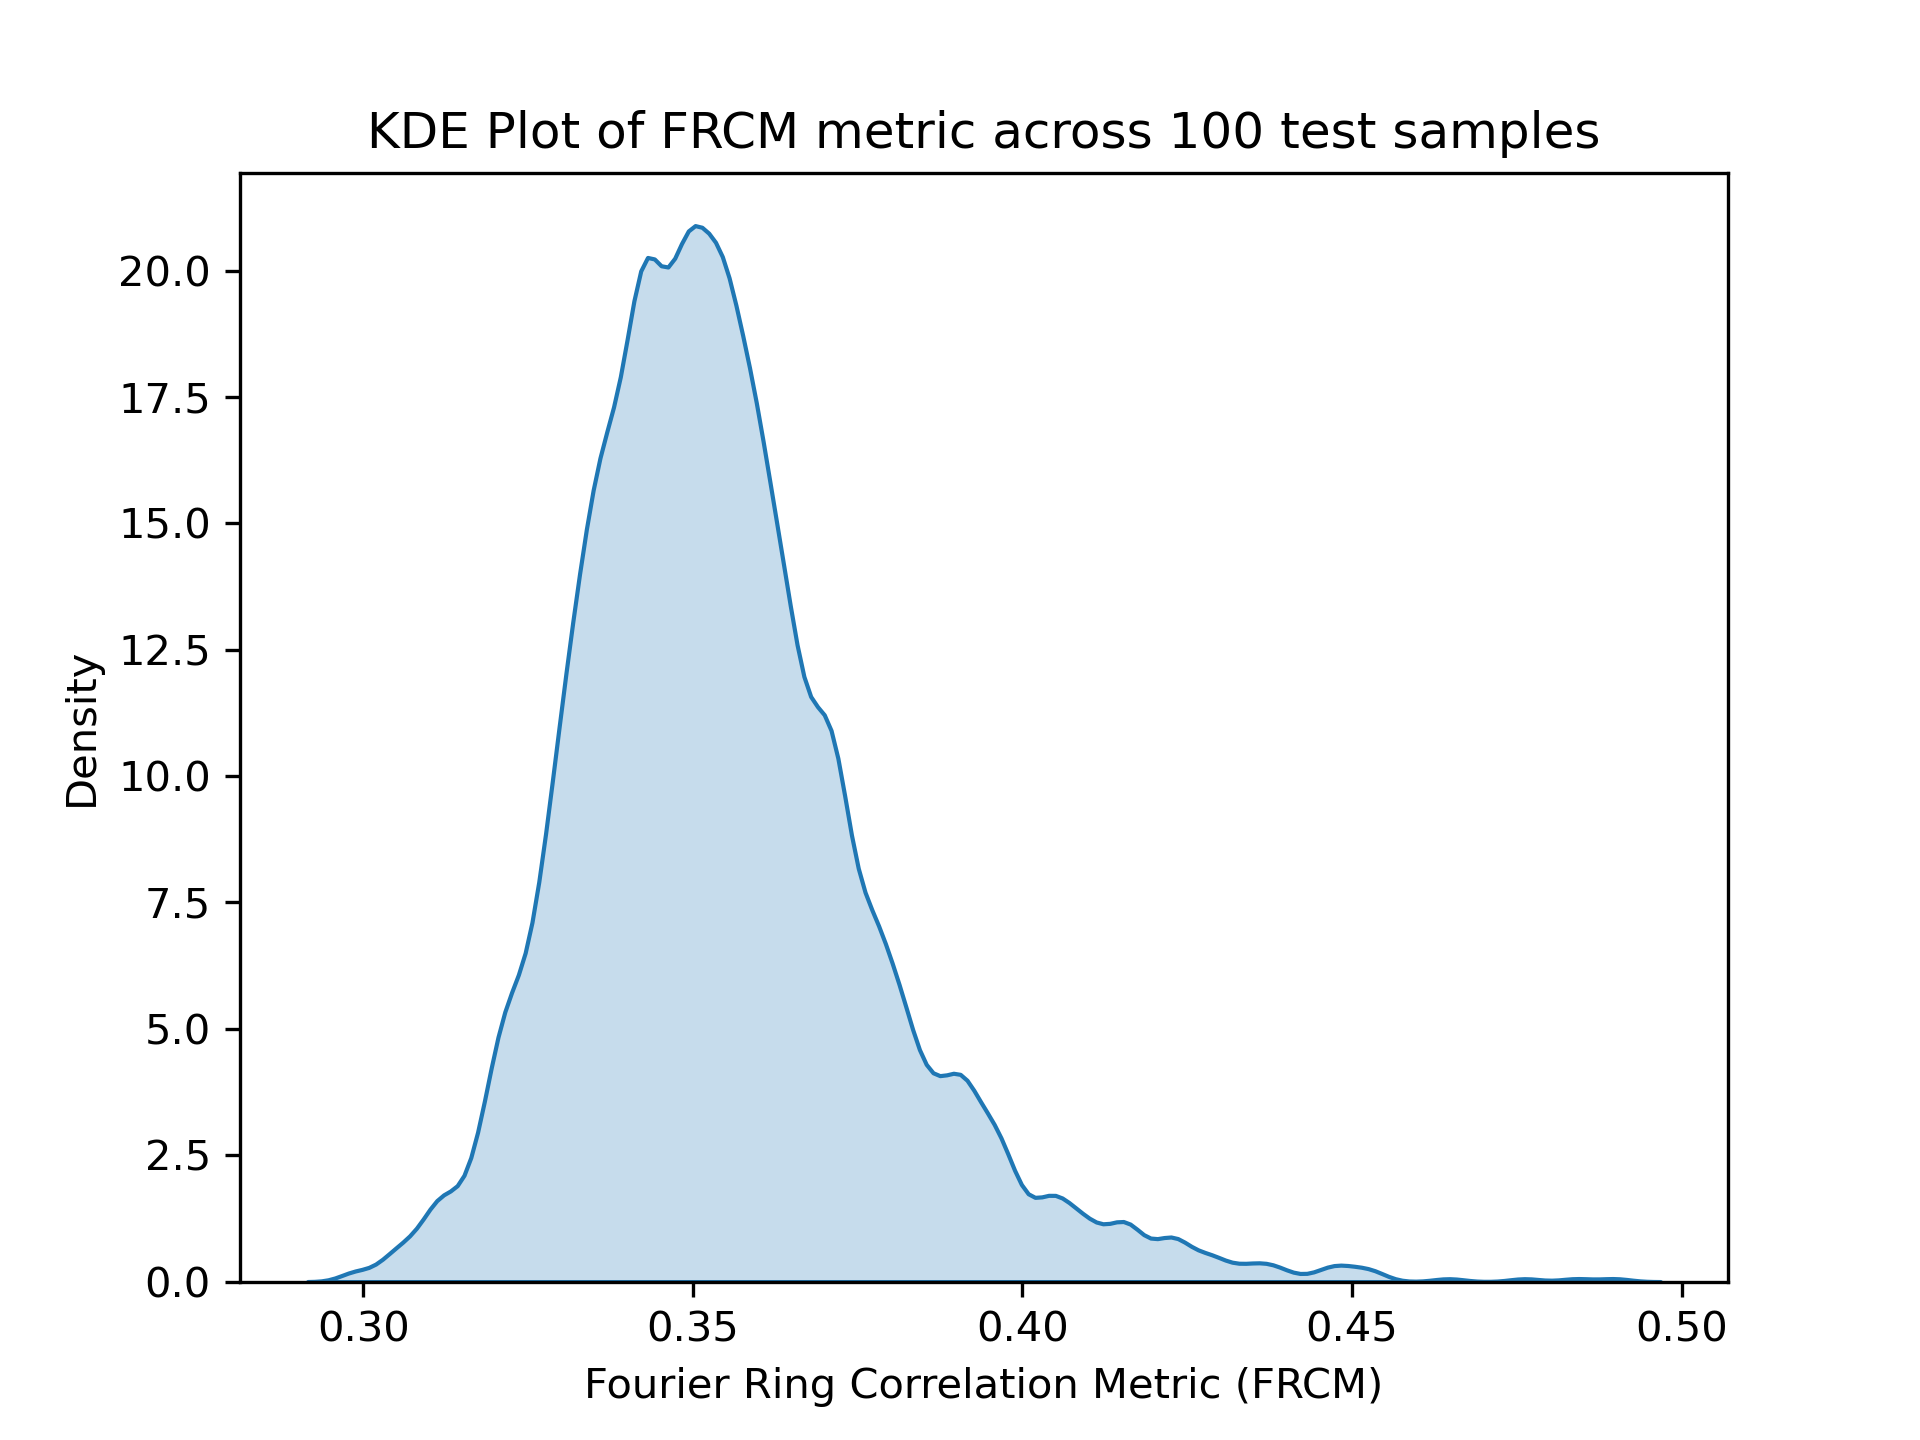 KDE Plot of FRCM metric across 100 test samples
Density
20.0
17.5
15.0
12.5
10.0
7.5
5.0
2.5
0.0
0.30 0.35 0.40 0.45 0.50
Fourier Ring Correlation Metric (FRCM)